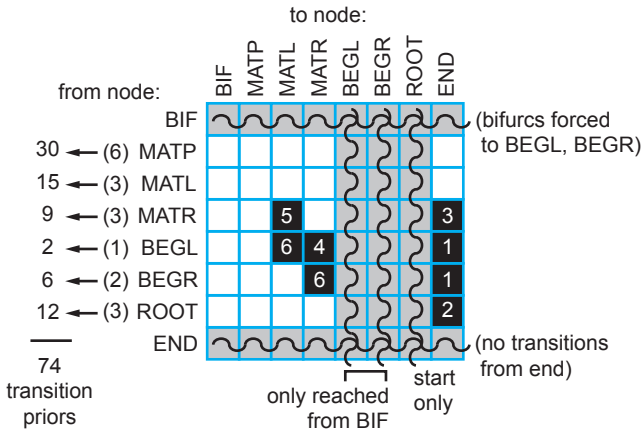 to node:
BIF MATP MATL MATR BEGL BEGR ROOT END
from node:
BIF (bifurcs forced
to BEGL, BEGR)
30 (6) MATP
15 (3) MATL
9 (3) MATR 5 3
2 (1) BEGL 6 4 1
6 (2) BEGR 6 1
12 (3) ROOT 2
END (no transitions
from end)
74
transition
priors
only reached
from BIF
start
only